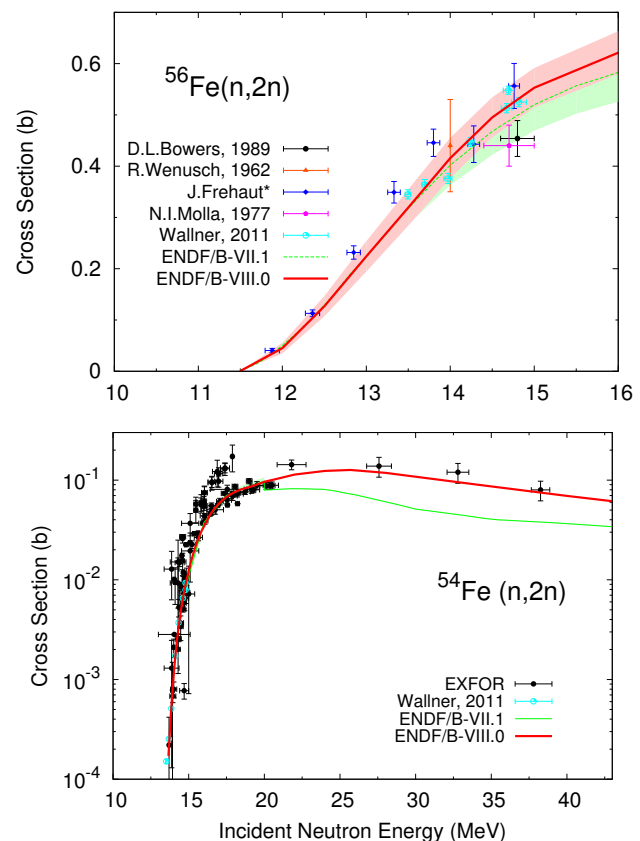 0.6
0.4
0.2
0
Cross Section (b)
⁵⁶Fe(n,2n)
D.L.Bowers, 1989
R.Wenusch, 1962
J.Frehaut*
N.I.Molla, 1977
Wallner, 2011
ENDF/B-VII.1
ENDF/B-VIII.0
10 11 12 13 14 15 16
10⁻¹
10⁻²
10⁻³
10⁻⁴
Cross Section (b)
⁵⁴Fe (n,2n)
EXFOR
Wallner, 2011
ENDF/B-VII.1
ENDF/B-VIII.0
10 15 20 25 30 35 40
Incident Neutron Energy (MeV)